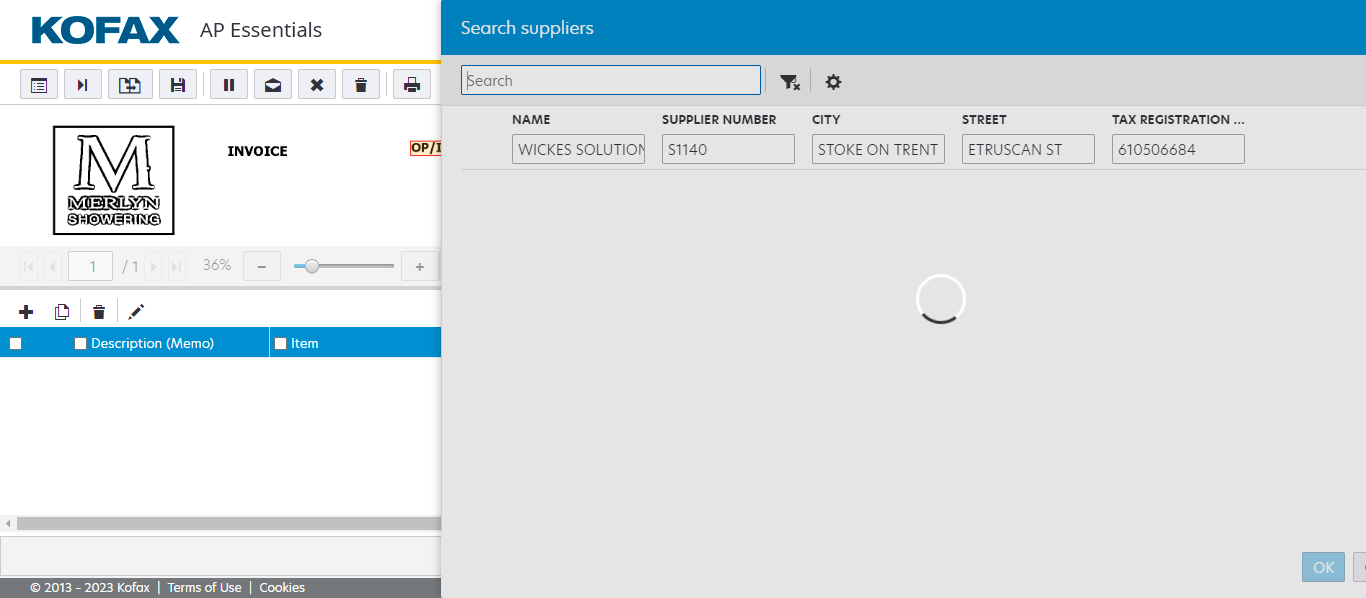 KOFAX AP Essentials
Search suppliers
Search
NAME SUPPLIER NUMBER CITY STREET TAX REGISTRATION ...
WICKES SOLUTION S1140 STOKE ON TRENT ETRUSCAN ST 610506684
INVOICE
OP/I
M
MERLYN
SHOWERING
1 / 1 36%
Description (Memo) Item
OK
© 2013 - 2023 Kofax | Terms of Use | Cookies